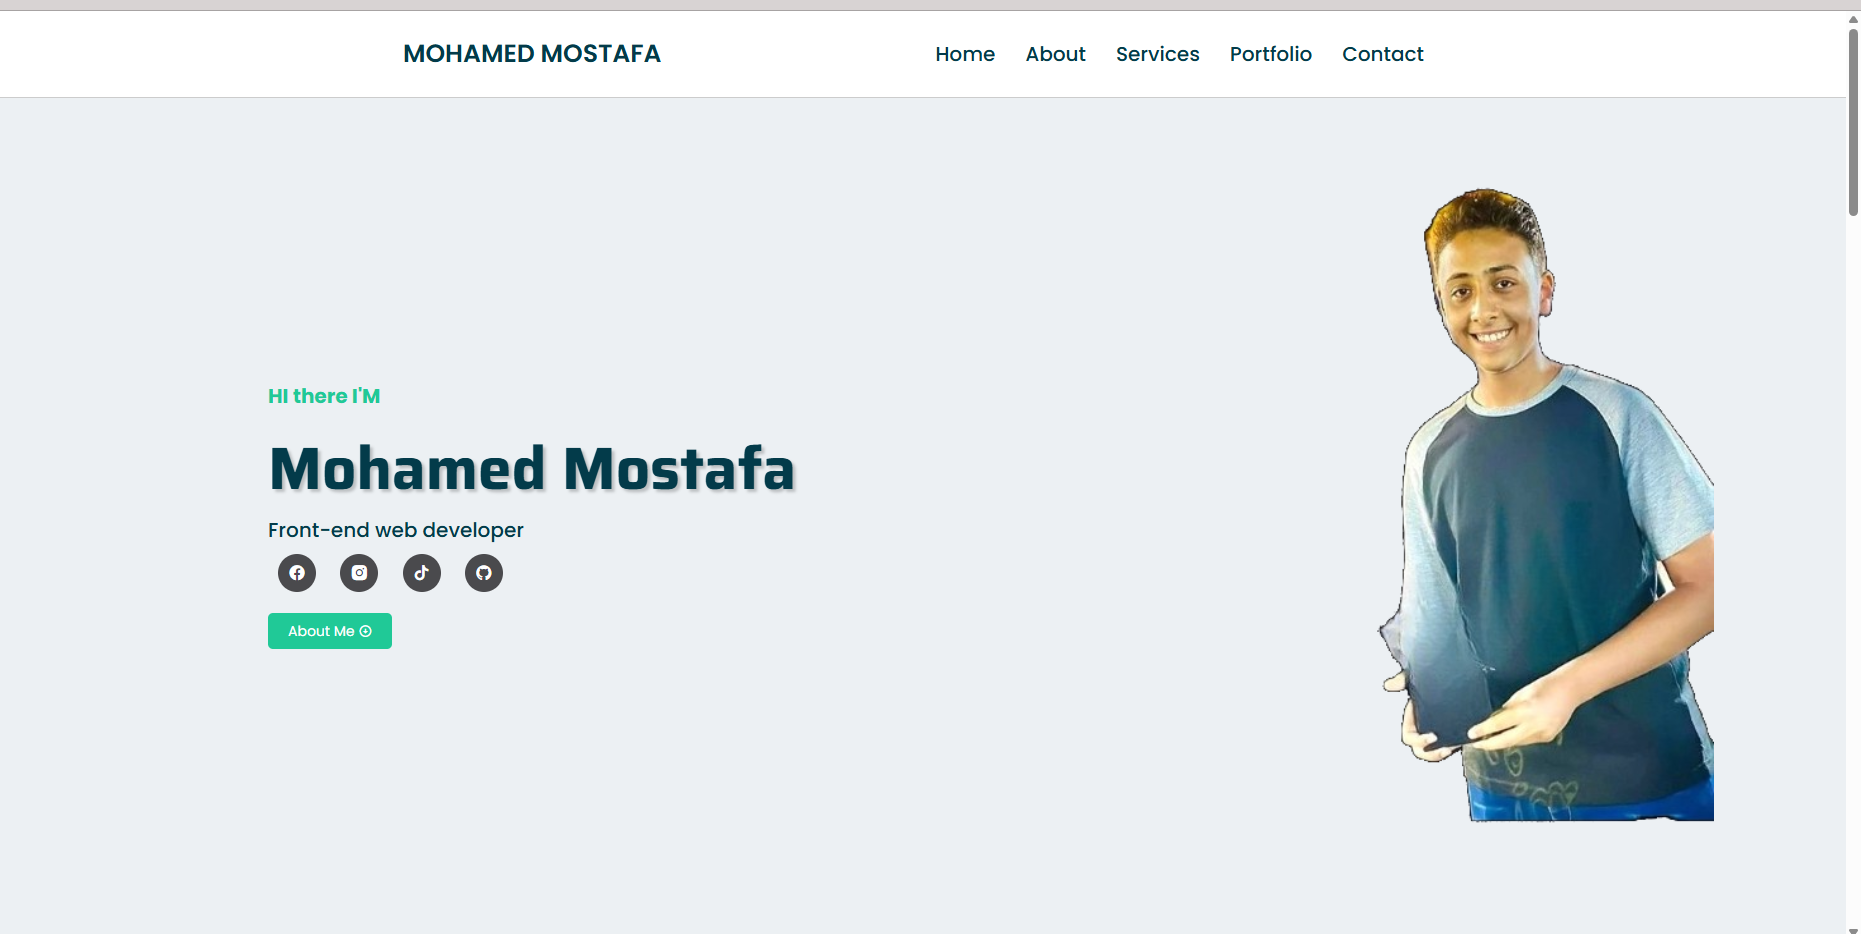 MOHAMED MOSTAFA
Home About Services Portfolio Contact
HI there I'M
Mohamed Mostafa
Front-end web developer
About Me